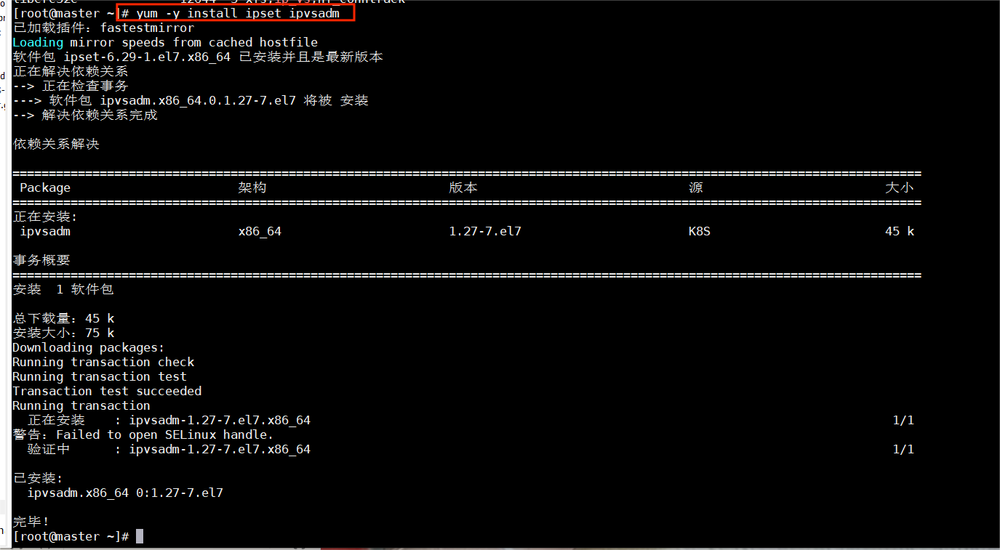 [root@master ~]# yum -y install ipset ipvsadm
已加载插件：fastestmirror
Loading mirror speeds from cached hostfile
软件包 ipset-6.29-1.el7.x86_64 已安装并且是最新版本
正在解决依赖关系
--> 正在检查事务
---> 软件包 ipvsadm.x86_64.0.1.27-7.el7 将被 安装
--> 解决依赖关系完成
依赖关系解决
================================================================================
Package 架构 版本 源 大小
================================================================================
正在安装:
ipvsadm x86_64 1.27-7.el7 K8S 45 k
事务概要
================================================================================
安装 1 软件包
总下载量：45 k
安装大小：75 k
Downloading packages:
Running transaction check
Running transaction test
Transaction test succeeded
Running transaction
正在安装 : ipvsadm-1.27-7.el7.x86_64 1/1
警告：Failed to open SELinux handle.
验证中 : ipvsadm-1.27-7.el7.x86_64 1/1
已安装:
ipvsadm.x86_64 0:1.27-7.el7
完毕！
[root@master ~]#